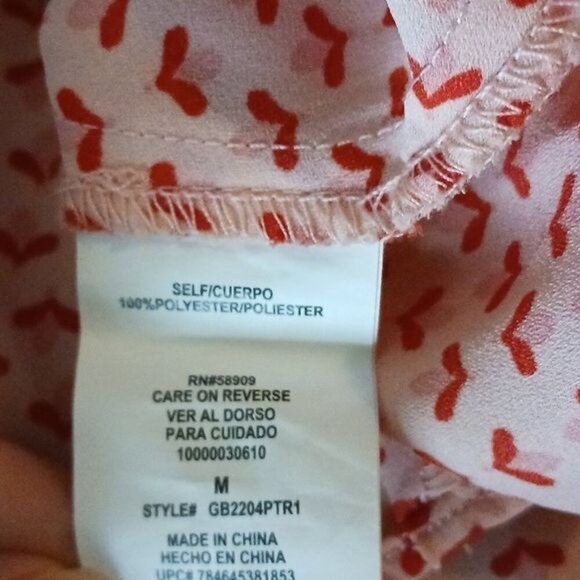 SELF/CUERPO
100%POLYESTER/POLIESTER
RN#58909
CARE ON REVERSE
VER AL DORSO
PARA CUIDADO
10000030610
M
STYLE# GB2204PTR1
MADE IN CHINA
HECHO EN CHINA
UPC# 784645381853